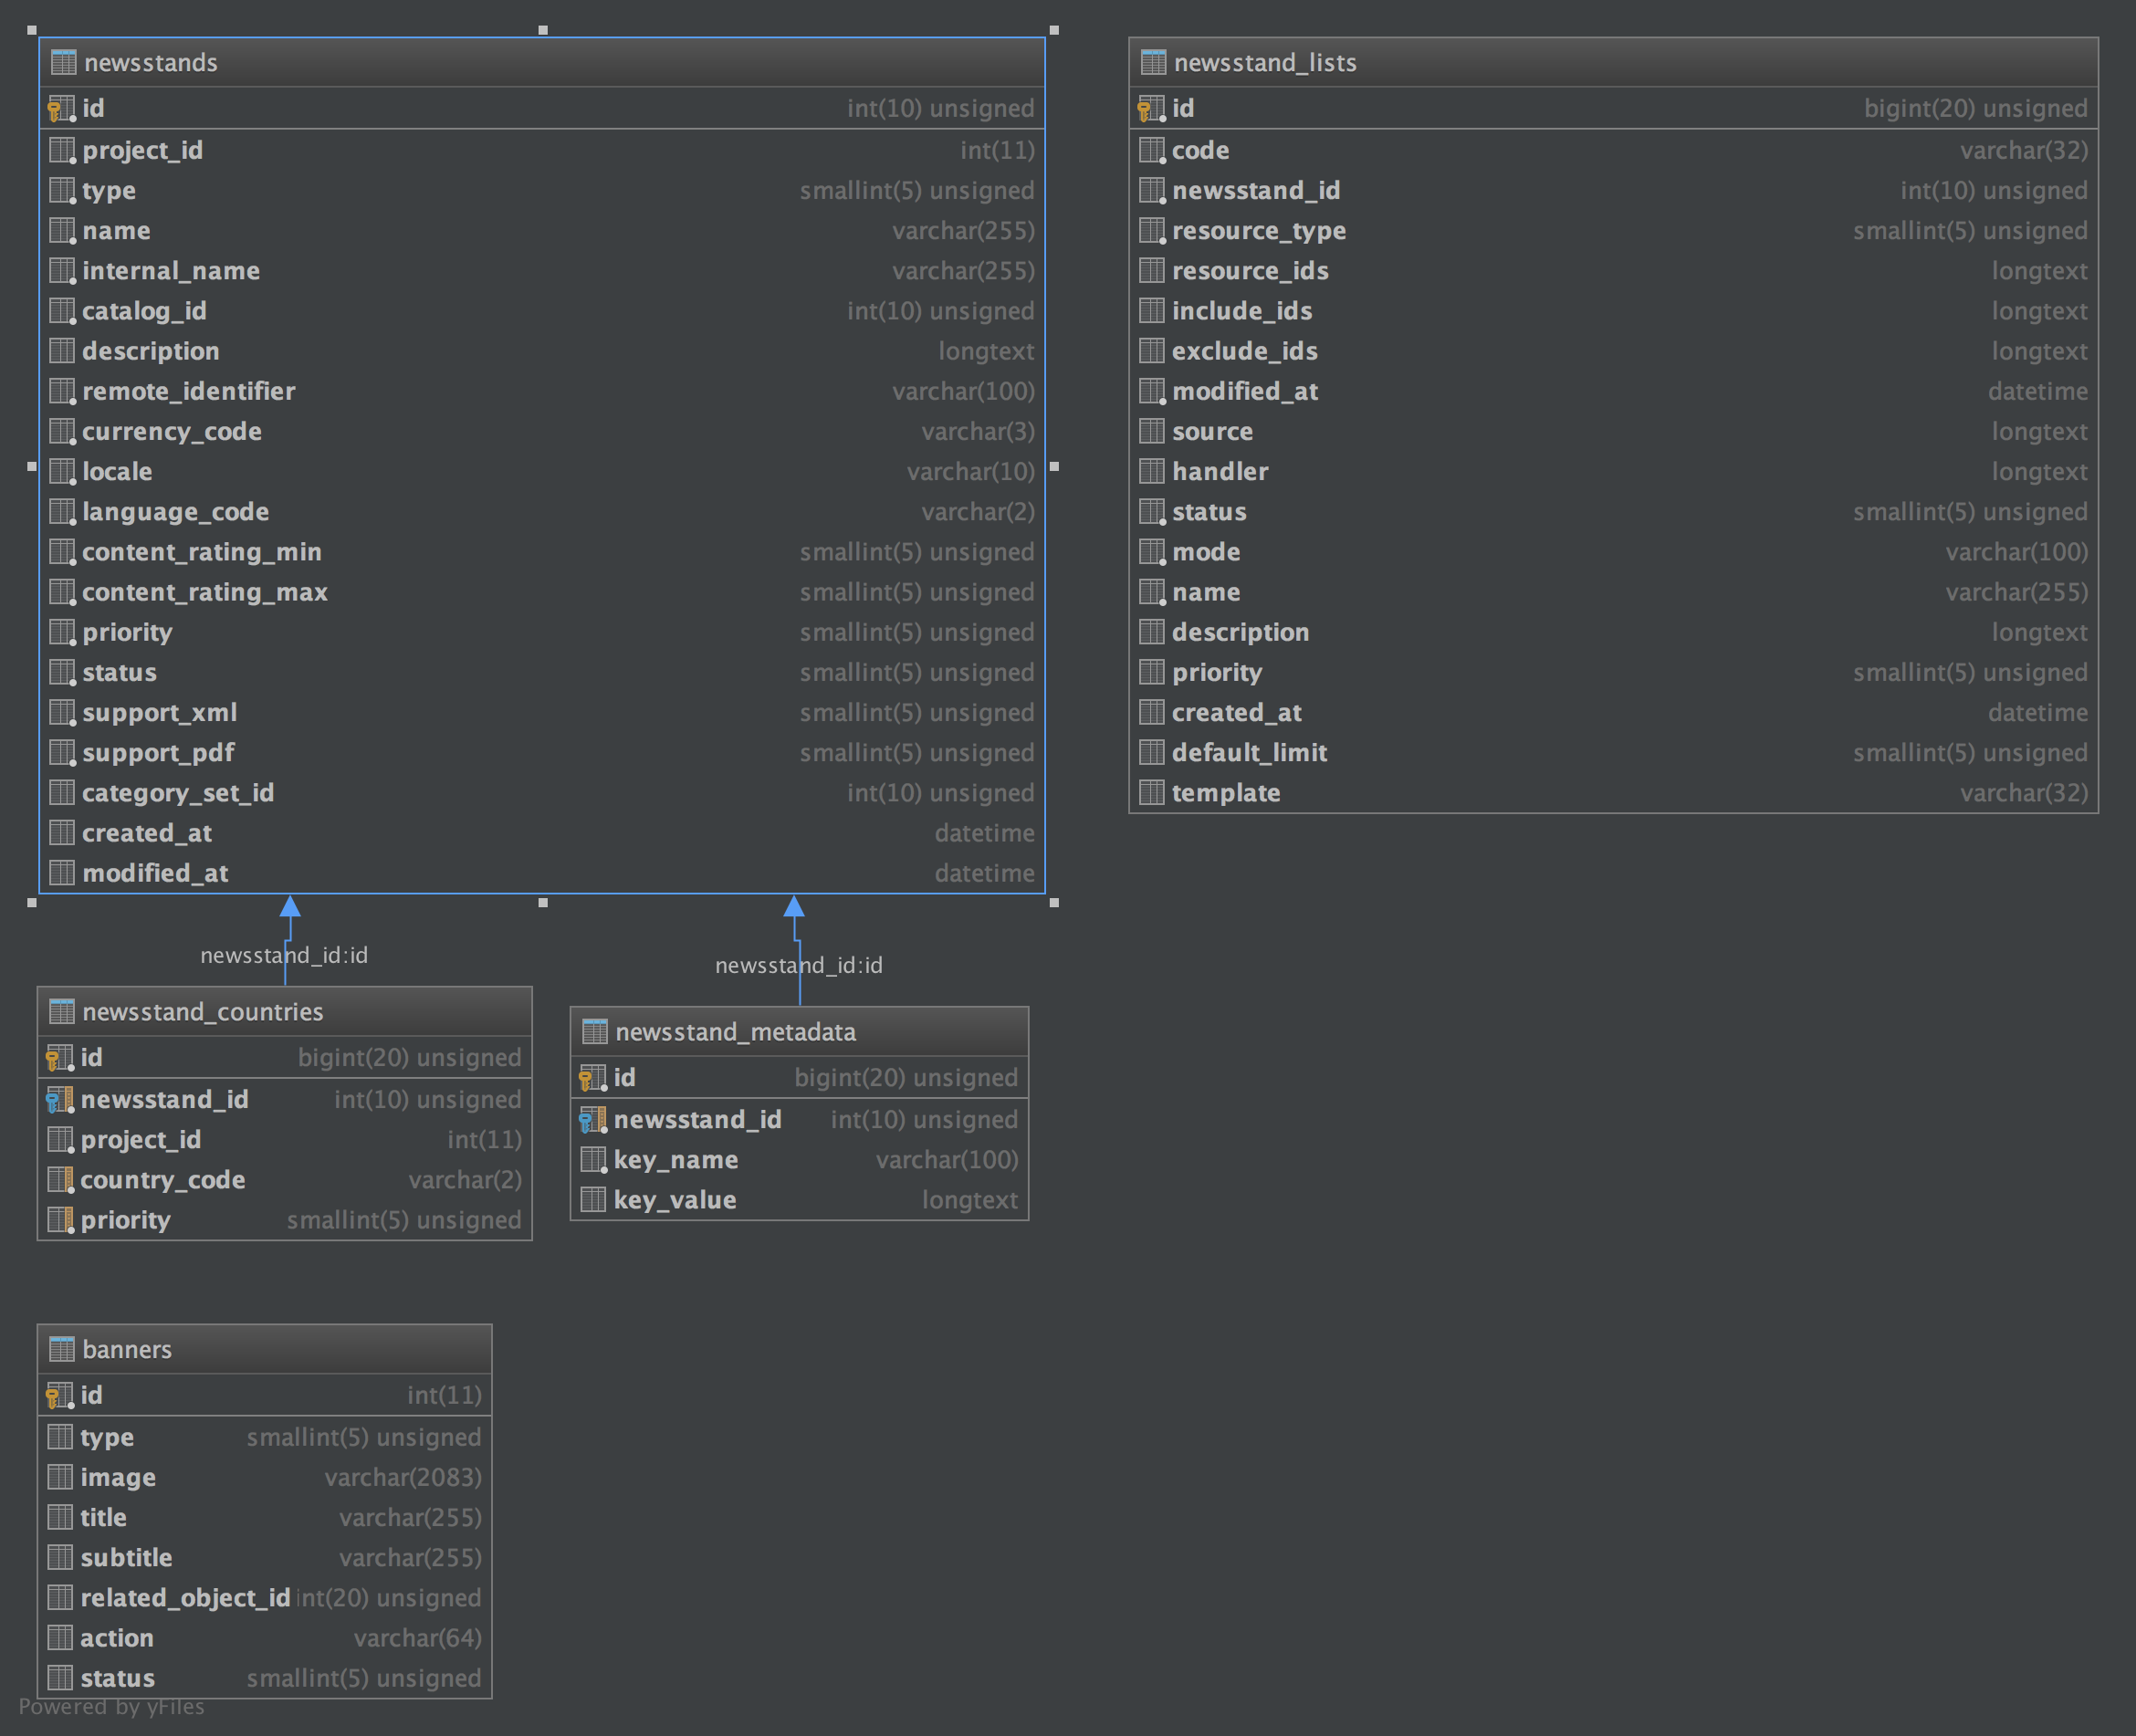 newsstands
id int(10) unsigned
project_id int(11)
type smallint(5) unsigned
name varchar(255)
internal_name varchar(255)
catalog_id int(10) unsigned
description longtext
remote_identifier varchar(100)
currency_code varchar(3)
locale varchar(10)
language_code varchar(2)
content_rating_min smallint(5) unsigned
content_rating_max smallint(5) unsigned
priority smallint(5) unsigned
status smallint(5) unsigned
support_xml smallint(5) unsigned
support_pdf smallint(5) unsigned
category_set_id int(10) unsigned
created_at datetime
modified_at datetime
newsstand_lists
id bigint(20) unsigned
code varchar(32)
newsstand_id int(10) unsigned
resource_type smallint(5) unsigned
resource_ids longtext
include_ids longtext
exclude_ids longtext
modified_at datetime
source longtext
handler longtext
status smallint(5) unsigned
mode varchar(100)
name varchar(255)
description longtext
priority smallint(5) unsigned
created_at datetime
default_limit smallint(5) unsigned
template varchar(32)
newsstand_id:id
newsstand_id:id
newsstand_countries
id bigint(20) unsigned
newsstand_id int(10) unsigned
project_id int(11)
country_code varchar(2)
priority smallint(5) unsigned
newsstand_metadata
id bigint(20) unsigned
newsstand_id int(10) unsigned
key_name varchar(100)
key_value longtext
banners
id int(11)
type smallint(5) unsigned
image varchar(2083)
title varchar(255)
subtitle varchar(255)
related_object_id int(20) unsigned
action varchar(64)
status smallint(5) unsigned
Powered by yFiles